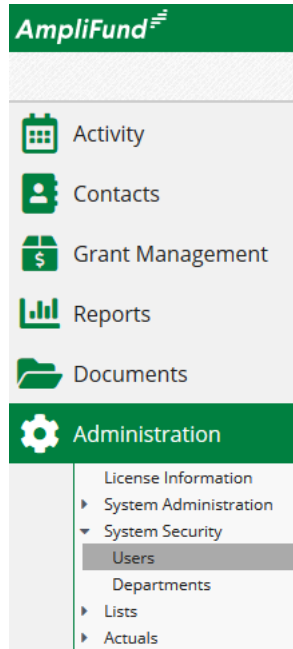 AmpliFund
Activity
Contacts
Grant Management
Reports
Documents
Administration
License Information
System Administration
System Security
Users
Departments
Lists
Actuals